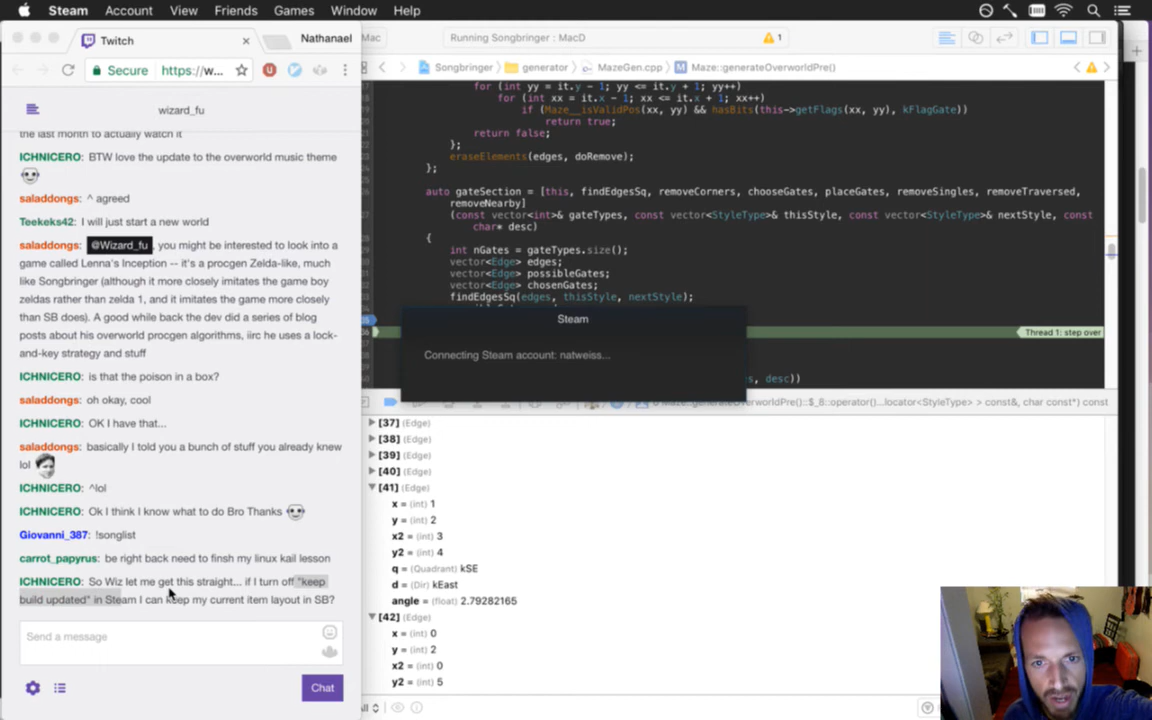 Steam Account View Friends Games Window Help
Twitch × Nathanael
Secure https://w...
wizard_fu
the last month to actually watch it
ICHNICERO: BTW love the update to the overworld music theme
saladdongs: ^ agreed
Teekeks42: I will just start a new world
saladdongs: @Wizard_fu , you might be interested to look into a
game called Lenna's Inception -- it's a procgen Zelda-like, much
like Songbringer (although it more closely imitates the game boy
zeldas rather than zelda 1, and it imitates the game more closely
than SB does). A good while back the dev did a series of blog
posts about his overworld procgen algorithms, iirc he uses a lock-
and-key strategy and stuff
ICHNICERO: is that the poison in a box?
saladdongs: oh okay, cool
ICHNICERO: OK I have that...
saladdongs: basically I told you a bunch of stuff you already knew
lol
ICHNICERO: ^lol
ICHNICERO: Ok I think I know what to do Bro Thanks
Giovanni_387: !songlist
carrot_papyrus: be right back need to finsh my linux kail lesson
ICHNICERO: So Wiz let me get this straight... if I turn off "keep
build updated" in Steam I can keep my current item layout in SB?
Send a message
Chat
Mac Running Songbringer : MacD 1
Songbringer generator MazeGen.cpp M Maze::generateOverworldPre()
for (int yy = it.y - 1; yy <= it.y + 1; yy++)
for (int xx = it.x - 1; xx <= it.x + 1; xx++)
if (Maze__isValidPos(xx, yy) && hasBits(this->getFlags(xx, yy), kFlagGate))
return true;
return false;
};
eraseElements(edges, doRemove);
};
auto gateSection = [this, findEdgesSq, removeCorners, chooseGates, placeGates, removeSingles, removeTraversed,
removeNearby]
(const vector<int>& gateTypes, const vector<StyleType>& thisStyle, const vector<StyleType>& nextStyle, const
char* desc)
{
int nGates = gateTypes.size();
vector<Edge> edges;
vector<Edge> possibleGates;
vector<Edge> chosenGates;
findEdgesSq(edges, thisStyle, nextStyle);
Steam
Connecting Steam account: natweiss...
Thread 1: step over
s, desc))
Maze::generateOverworldPre()::$_8::operator()...locator<StyleType> > const&, char const*) const
[37] (Edge)
[38] (Edge)
[39] (Edge)
[40] (Edge)
[41] (Edge)
x = (int) 1
y = (int) 2
x2 = (int) 3
y2 = (int) 4
q = (Quadrant) kSE
d = (Dir) kEast
angle = (float) 2.79282165
[42] (Edge)
x = (int) 0
y = (int) 2
x2 = (int) 0
y2 = (int) 5